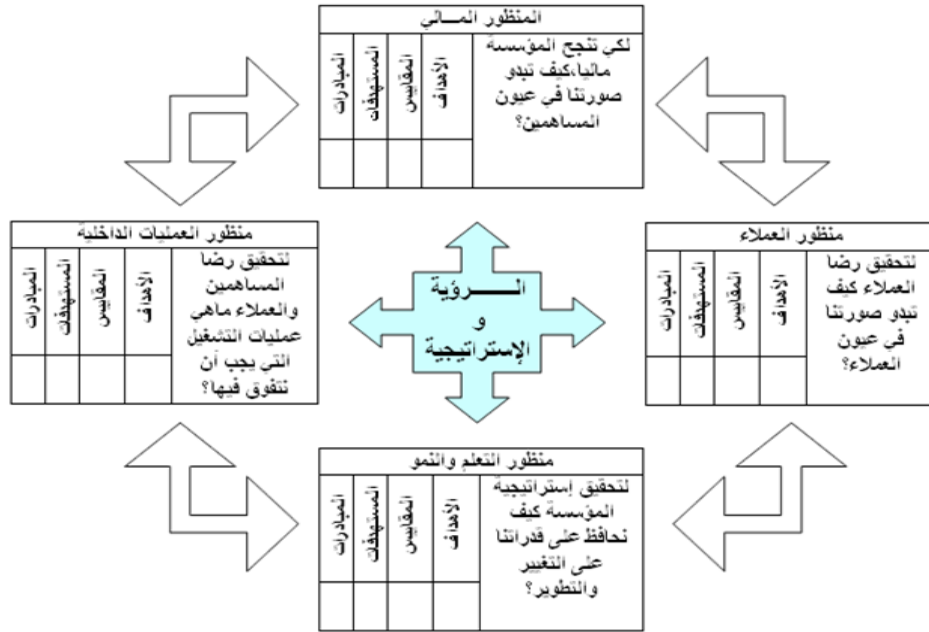 المنظور المـــالي
لكي تنجح المؤسسة
ماليا،كيف تبدو
صورتنا في عيون
المساهمين؟
الأهداف
المقاييس
المستهدفات
المبادرات
منظور العملاء
لتحقيق رضا
العملاء كيف
تبدو صورتنا
في عيون
العملاء؟
الأهداف
المقاييس
المستهدفات
المبادرات
الـــــرؤية
و
الإستراتيجية
منظور العمليات الداخلية
لتحقيق رضا
المساهمين
والعملاء ماهي
عمليات التشغيل
التي يجب أن
نتفوق فيها؟
الأهداف
المقاييس
المستهدفات
المبادرات
منظور التعلم والنمو
لتحقيق إستراتيجية
المؤسسة كيف
نحافظ على قدراتنا
على التغيير
والتطوير؟
الأهداف
المقاييس
المستهدفات
المبادرات